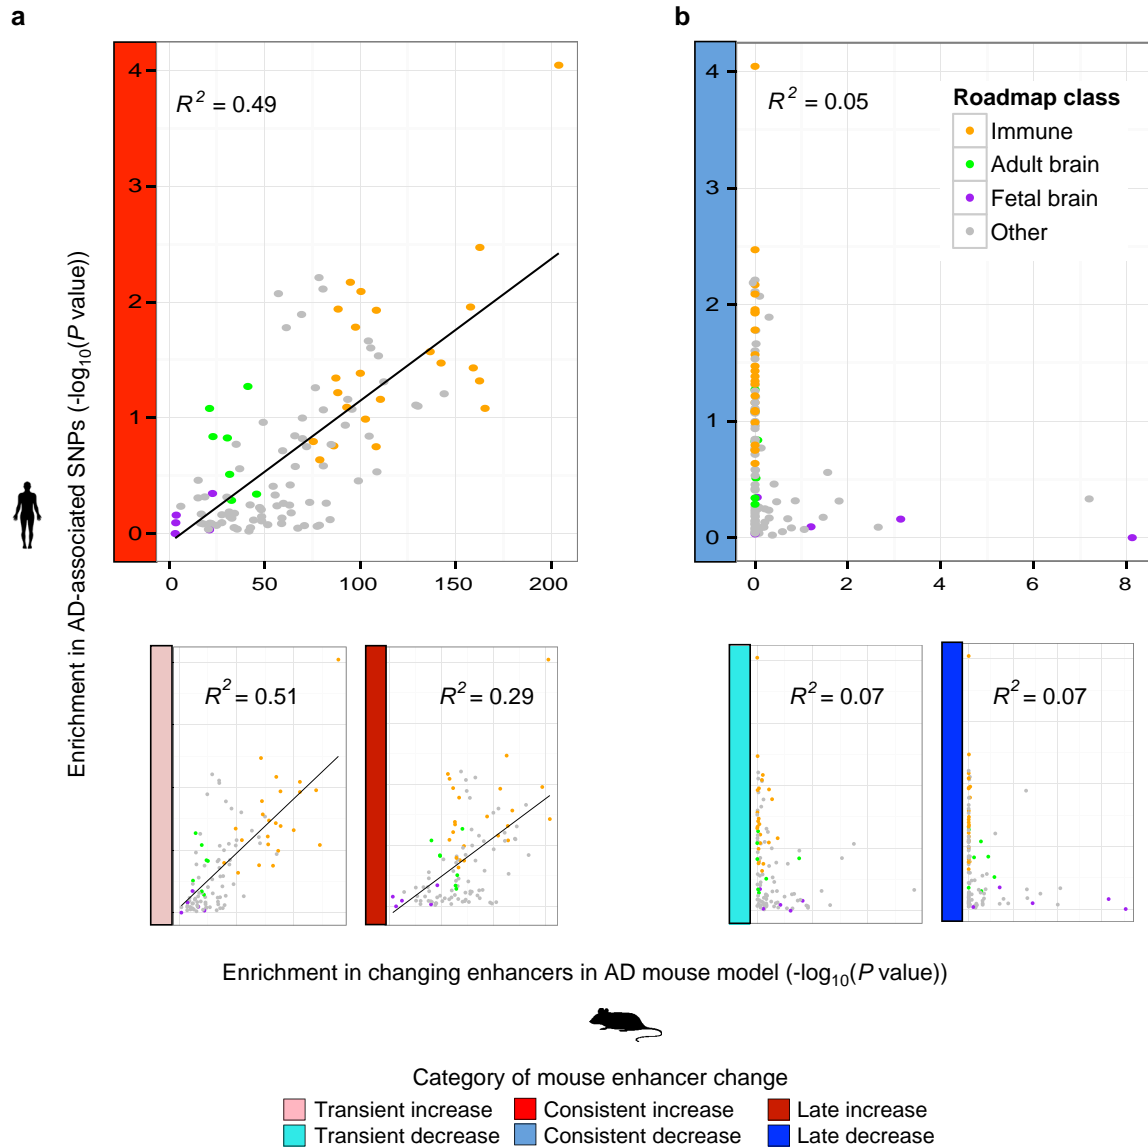 a
b
R² = 0.49
R² = 0.05
Roadmap class
Immune
Adult brain
Fetal brain
Other
4
3
2
1
0
4
3
2
1
0
0 50 100 150 200
0 2 4 6 8
Enrichment in AD-associated SNPs (-log₁₀(P value))
R² = 0.51
R² = 0.29
R² = 0.07
R² = 0.07
Enrichment in changing enhancers in AD mouse model (-log₁₀(P value))
Category of mouse enhancer change
Transient increase Consistent increase Late increase
Transient decrease Consistent decrease Late decrease